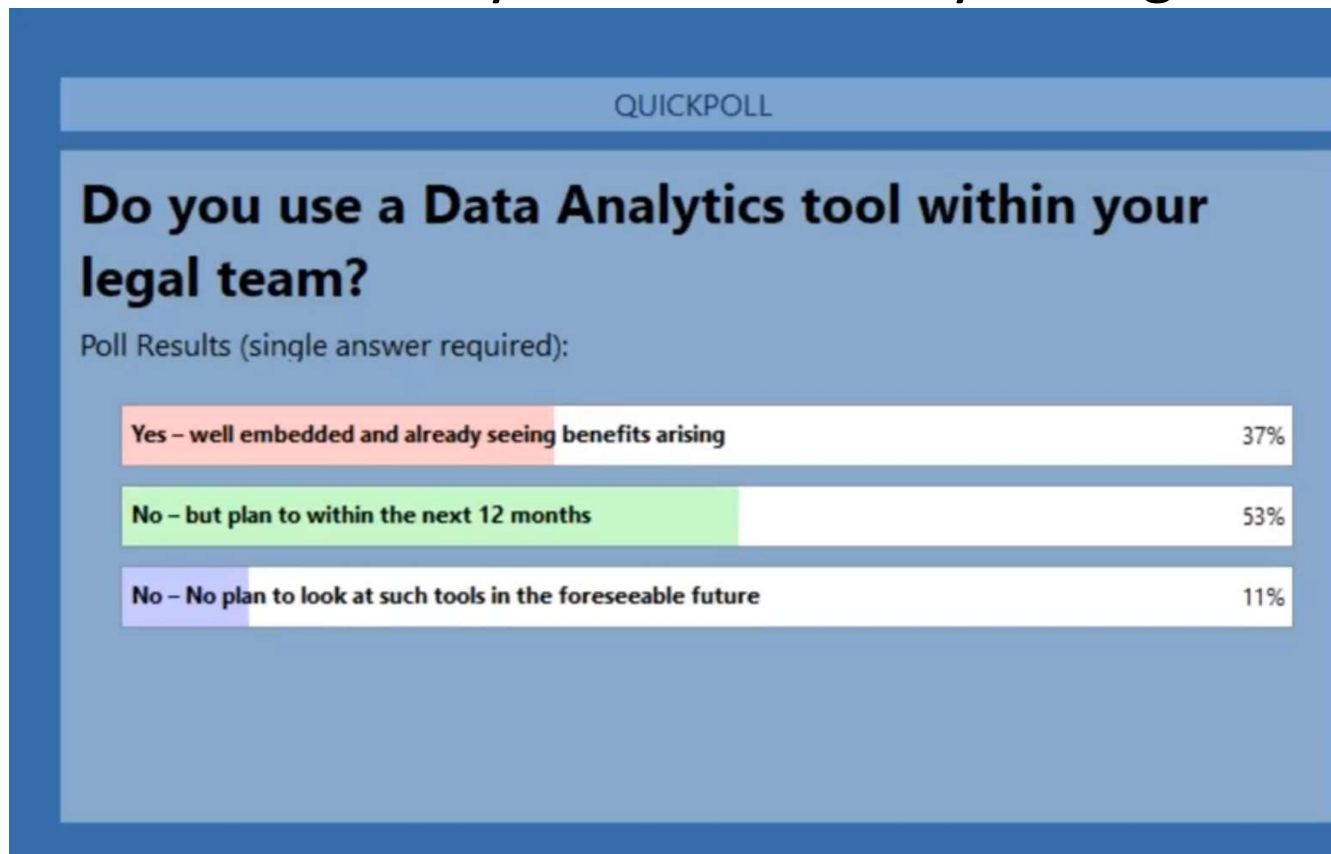 QUICKPOLL
Do you use a Data Analytics tool within your
legal team?
Poll Results (single answer required):
Yes – well embedded and already seeing benefits arising
37%
No – but plan to within the next 12 months
53%
No – No plan to look at such tools in the foreseeable future
11%